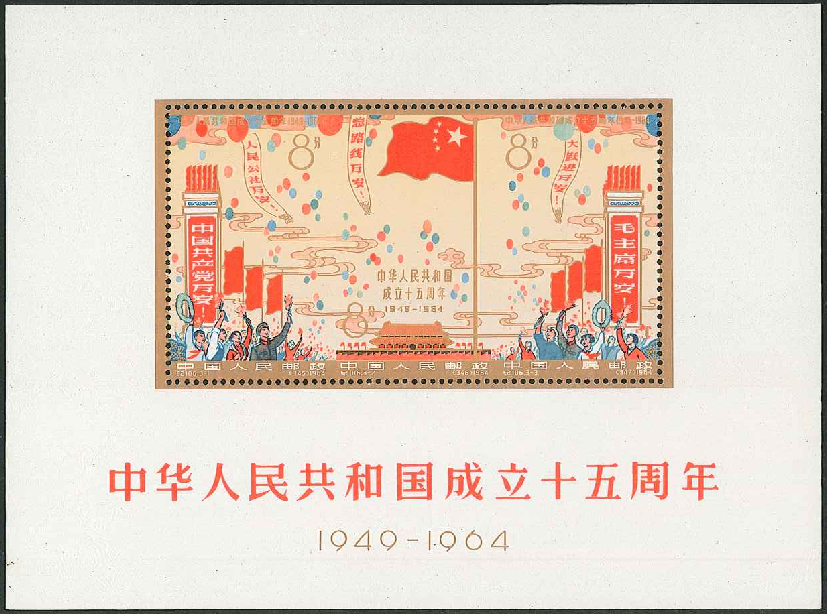 人民公社万岁!
总路线万岁!
大跃进万岁!
8分
8分
中国共产党万岁!
毛主席万岁!
中华人民共和国
成立十五周年
1949-1964
8分
中国人民邮政 中国人民邮政 中国人民邮政
中华人民共和国成立十五周年
1949-1964